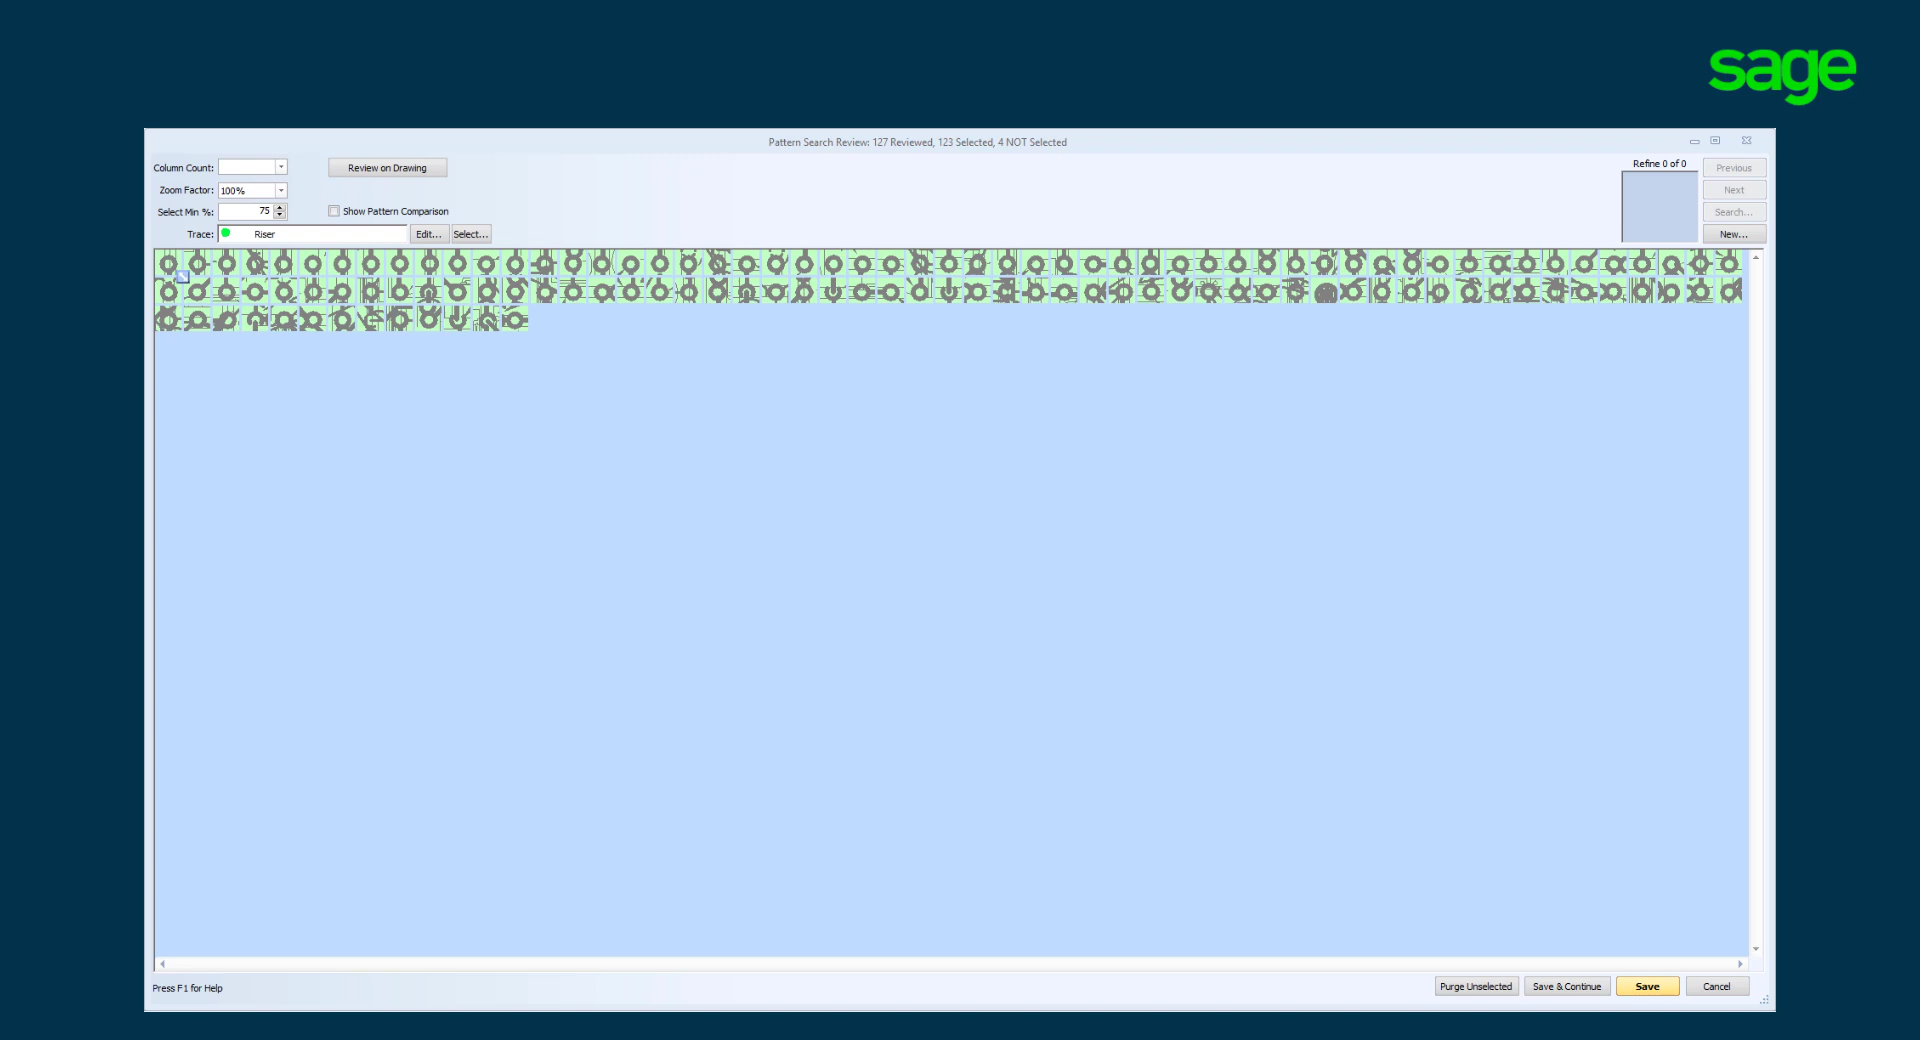 sage
Pattern Search Review: 127 Reviewed, 123 Selected, 4 NOT Selected
Column Count:
Review on Drawing
Refine 0 of 0
Previous
Zoom Factor: 100%
Next
Select Min %: 75
Show Pattern Comparison
Search...
Trace: Riser
Edit...
Select...
New...
Press F1 for Help
Purge Unselected
Save & Continue
Save
Cancel